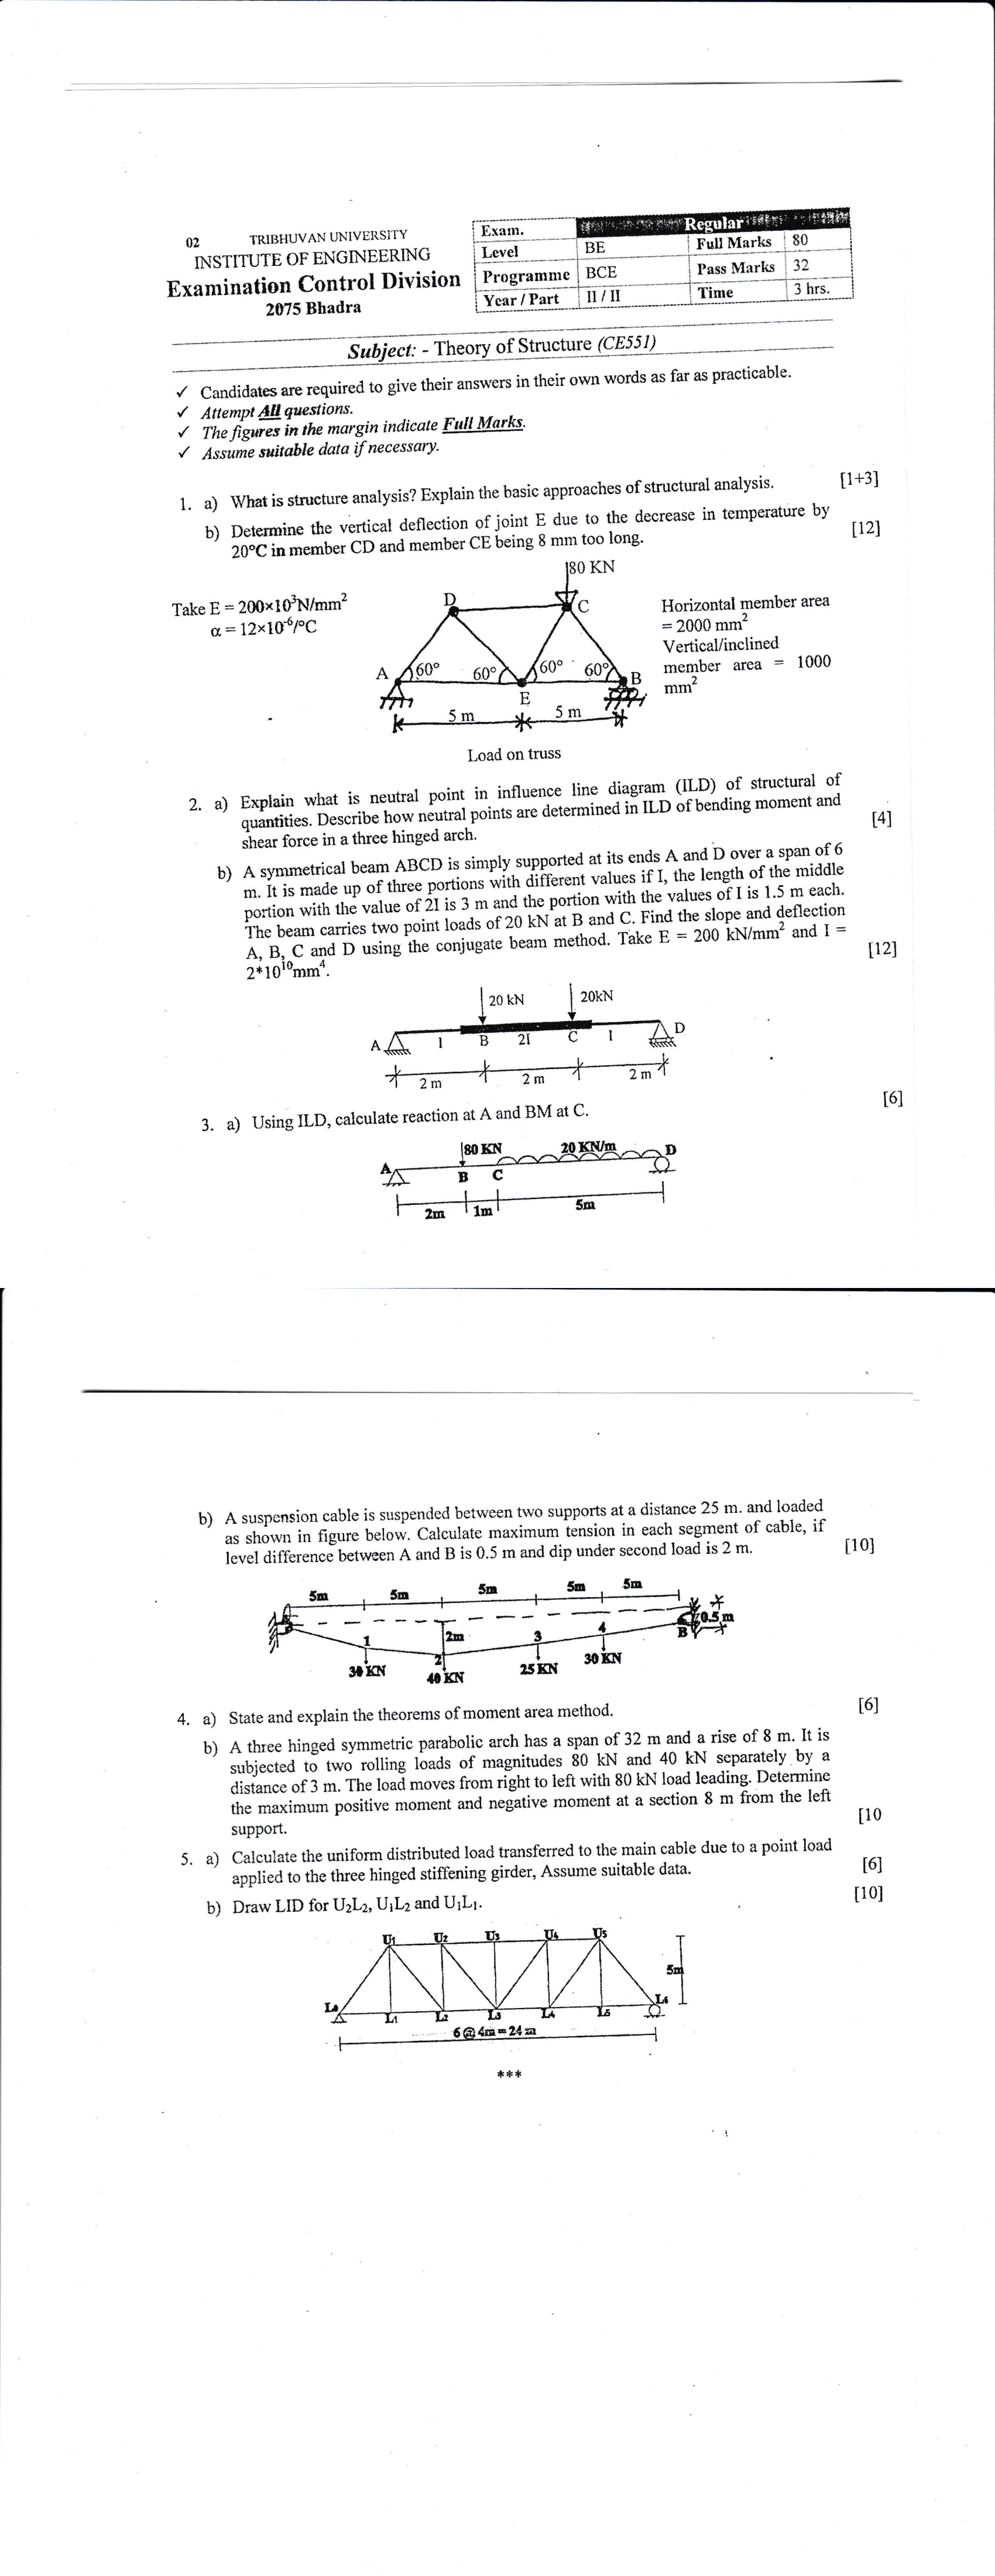 02
TRIBHUVAN UNIVERSITY
INSTITUTE OF ENGINEERING
Examination Control Division
2075 Bhadra
Exam. Regular
Level BE Full Marks 80
Programme BCE Pass Marks 32
Year / Part II / II Time 3 hrs.
Subject: - Theory of Structure (CE551)
✓ Candidates are required to give their answers in their own words as far as practicable.
✓ Attempt All questions.
✓ The figures in the margin indicate Full Marks.
✓ Assume suitable data if necessary.
1. a) What is structure analysis? Explain the basic approaches of structural analysis. [1+3]
b) Determine the vertical deflection of joint E due to the decrease in temperature by
20°C in member CD and member CE being 8 mm too long. [12]
Take E = 200×10³N/mm²
α = 12×10⁻⁶/°C
80 KN
D
C
A
60°
60°
60°
60°
B
E
5 m
5 m
Horizontal member area
= 2000 mm²
Vertical/inclined
member area = 1000
mm²
Load on truss
2. a) Explain what is neutral point in influence line diagram (ILD) of structural of
quantities. Describe how neutral points are determined in ILD of bending moment and
shear force in a three hinged arch. [4]
b) A symmetrical beam ABCD is simply supported at its ends A and D over a span of 6
m. It is made up of three portions with different values if I, the length of the middle
portion with the value of 2I is 3 m and the portion with the values of I is 1.5 m each.
The beam carries two point loads of 20 kN at B and C. Find the slope and deflection
A, B, C and D using the conjugate beam method. Take E = 200 kN/mm² and I =
2*10¹⁰mm⁴. [12]
20 kN
20kN
A
I
B
2I
C
I
D
2 m
2 m
2 m
3. a) Using ILD, calculate reaction at A and BM at C. [6]
80 KN
20 KN/m
A
B
C
D
2m
1m
5m
b) A suspension cable is suspended between two supports at a distance 25 m. and loaded
as shown in figure below. Calculate maximum tension in each segment of cable, if
level difference between A and B is 0.5 m and dip under second load is 2 m. [10]
5m
5m
5m
5m
5m
0.5 m
B
1
2m
2
3
4
30 KN
40 KN
25 KN
30 KN
4. a) State and explain the theorems of moment area method. [6]
b) A three hinged symmetric parabolic arch has a span of 32 m and a rise of 8 m. It is
subjected to two rolling loads of magnitudes 80 kN and 40 kN separately by a
distance of 3 m. The load moves from right to left with 80 kN load leading. Determine
the maximum positive moment and negative moment at a section 8 m from the left
support. [10
5. a) Calculate the uniform distributed load transferred to the main cable due to a point load
applied to the three hinged stiffening girder, Assume suitable data. [6]
b) Draw LID for U₂L₂, U₁L₂ and U₁L₁. [10]
U₁
U₂
U₃
U₄
U₅
5m
L₀
L₁
L₂
L₃
L₄
L₅
L₆
6 @ 4m = 24 m
***